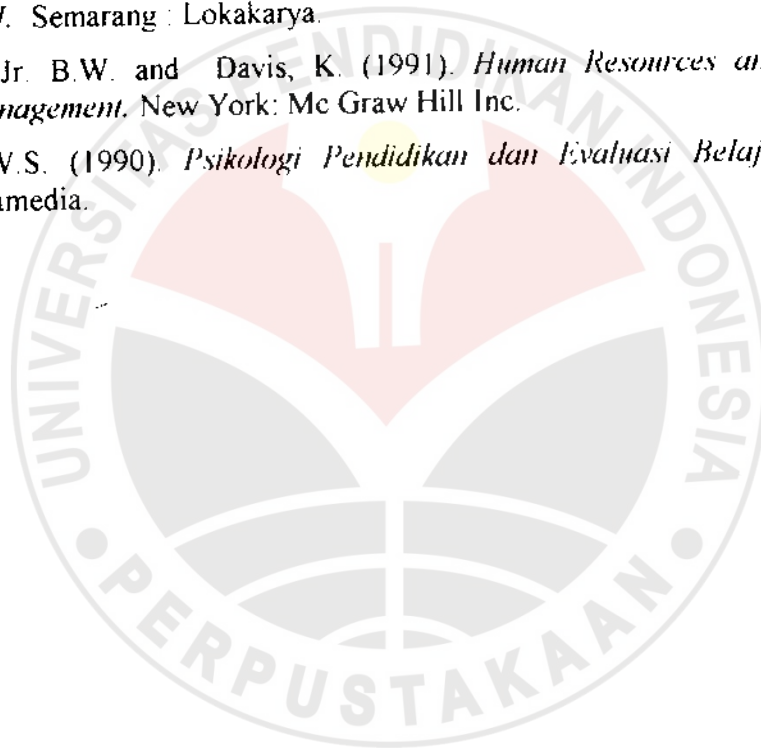 V. Semarang : Lokakarya.
Jr. B.W. and Davis, K. (1991). Human Resources an
nagement. New York: Mc Graw Hill Inc.
V.S. (1990). Psikologi Pendidikan dan Evaluasi Belaj
amedia.
UNIVERSITAS PENDIDIKAN INDONESIA
PERPUSTAKAAN